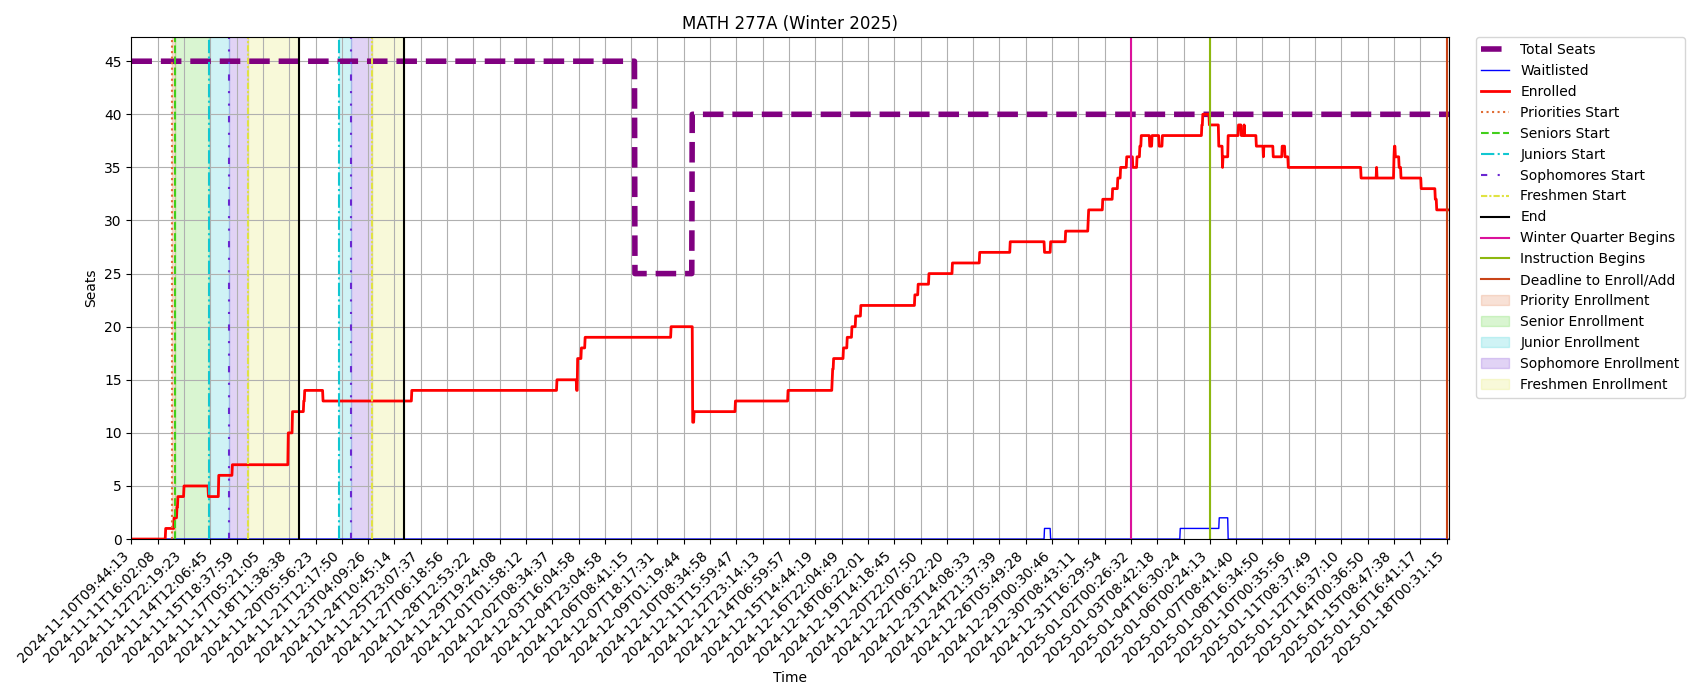 MATH 277A (Winter 2025)
Seats
45
40
35
30
25
20
15
10
5
0
2024-11-10T09:44:13
2024-11-11T16:02:08
2024-11-12T22:19:23
2024-11-14T12:06:45
2024-11-15T18:37:59
2024-11-17T05:21:05
2024-11-18T11:38:38
2024-11-20T05:56:23
2024-11-21T12:17:50
2024-11-23T04:09:26
2024-11-24T10:45:14
2024-11-25T23:07:37
2024-11-27T06:18:56
2024-11-28T12:53:22
2024-11-29T19:24:08
2024-12-01T01:58:12
2024-12-02T08:34:37
2024-12-03T16:04:58
2024-12-04T23:04:58
2024-12-06T08:41:15
2024-12-07T18:17:31
2024-12-09T01:19:44
2024-12-10T08:34:58
2024-12-11T15:59:47
2024-12-12T23:14:13
2024-12-14T06:59:57
2024-12-15T14:44:19
2024-12-16T22:04:49
2024-12-18T06:22:01
2024-12-19T14:18:45
2024-12-20T22:07:50
2024-12-22T06:22:20
2024-12-23T14:08:33
2024-12-24T21:37:39
2024-12-26T05:49:28
2024-12-29T00:30:46
2024-12-30T08:43:11
2024-12-31T16:29:54
2025-01-02T00:26:32
2025-01-03T08:42:18
2025-01-04T16:30:24
2025-01-06T00:24:13
2025-01-07T08:41:40
2025-01-08T16:34:50
2025-01-10T00:35:56
2025-01-11T08:37:49
2025-01-12T16:37:10
2025-01-14T00:36:50
2025-01-15T08:47:38
2025-01-16T16:41:17
2025-01-18T00:31:15
Time
Total Seats
Waitlisted
Enrolled
Priorities Start
Seniors Start
Juniors Start
Sophomores Start
Freshmen Start
End
Winter Quarter Begins
Instruction Begins
Deadline to Enroll/Add
Priority Enrollment
Senior Enrollment
Junior Enrollment
Sophomore Enrollment
Freshmen Enrollment